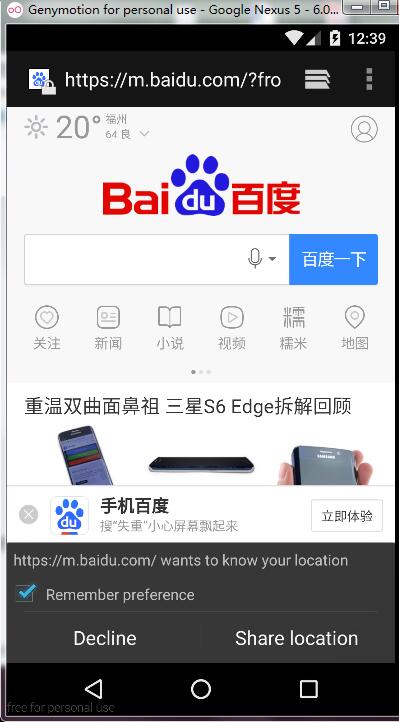 Genymotion for personal use - Google Nexus 5 - 6.0...
12:39
https://m.baidu.com/?fro
20°
福州
64 良
Bai du 百度
百度一下
关注 新闻 小说 视频 糯米 地图
重温双曲面鼻祖 三星S6 Edge拆解回顾
SAMSUNG
du
手机百度
搜“失重”小心屏幕飘起来
立即体验
https://m.baidu.com/ wants to know your location
Remember preference
Decline Share location
free for personal use